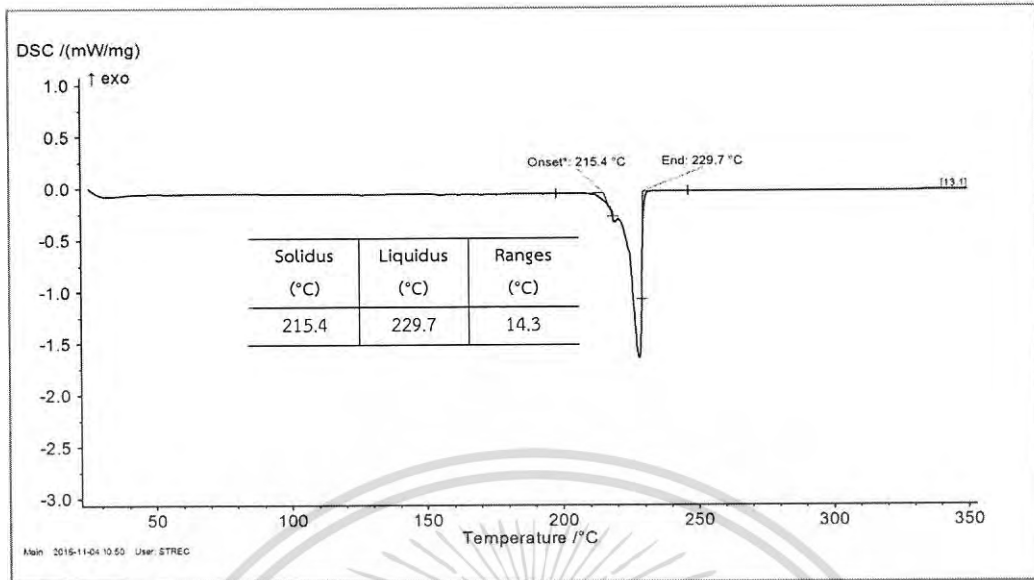 DSC /(mW/mg)
↑ exo
1.0
0.5
0.0
-0.5
-1.0
-1.5
-2.0
-2.5
-3.0
Onset*: 215.4 °C
End: 229.7 °C
[13.1]
Solidus Liquidus Ranges
(°C) (°C) (°C)
215.4 229.7 14.3
50 100 150 200 250 300 350
Temperature /°C
Main 2015-11-04 10:50 User: STREC